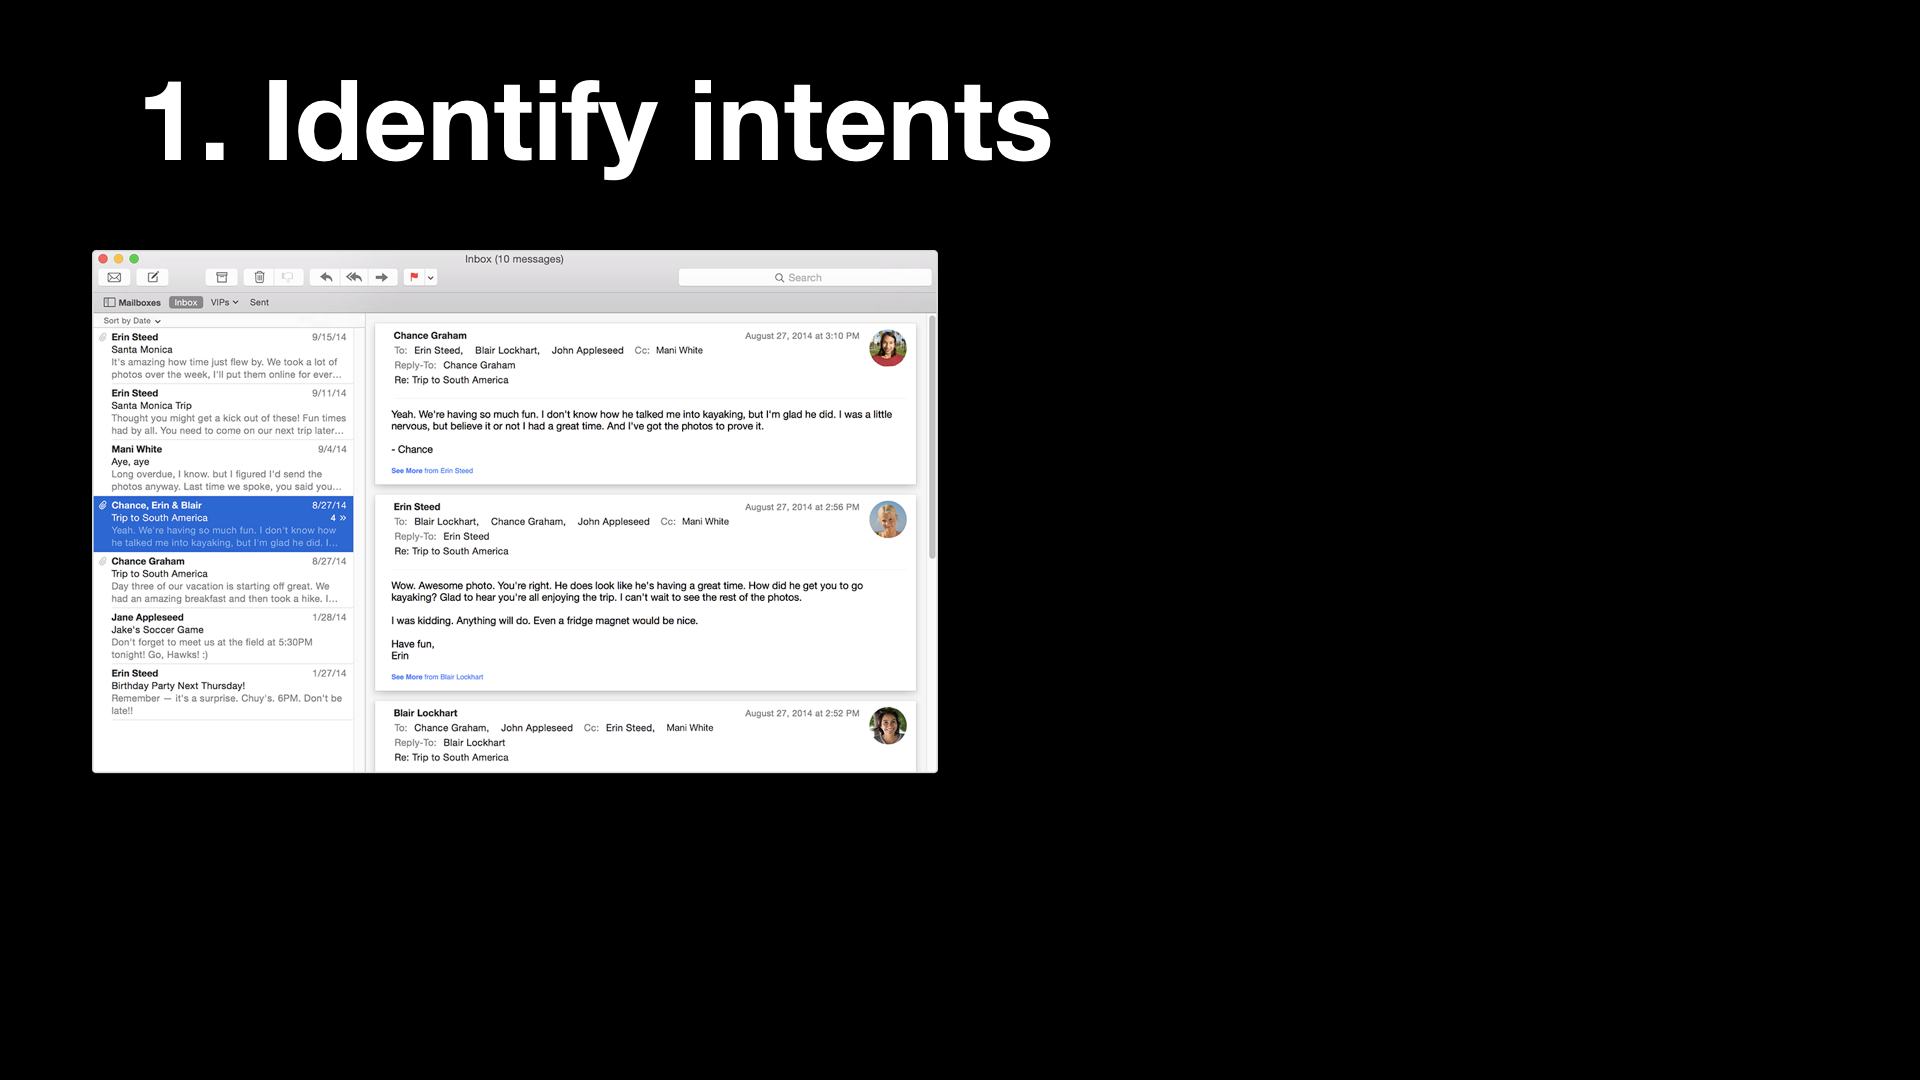 1. Identify intents
Inbox (10 messages)
Search
Mailboxes Inbox VIPs Sent
Sort by Date
Erin Steed 9/15/14
Santa Monica
It's amazing how time just flew by. We took a lot of
photos over the week, I'll put them online for ever...
Erin Steed 9/11/14
Santa Monica Trip
Thought you might get a kick out of these! Fun times
had by all. You need to come on our next trip later...
Mani White 9/4/14
Aye, aye
Long overdue, I know. but I figured I'd send the
photos anyway. Last time we spoke, you said you...
Chance, Erin & Blair 8/27/14
Trip to South America 4 »
Yeah. We're having so much fun. I don't know how
he talked me into kayaking, but I'm glad he did. I...
Chance Graham 8/27/14
Trip to South America
Day three of our vacation is starting off great. We
had an amazing breakfast and then took a hike. I...
Jane Appleseed 1/28/14
Jake's Soccer Game
Don't forget to meet us at the field at 5:30PM
tonight! Go, Hawks! :)
Erin Steed 1/27/14
Birthday Party Next Thursday!
Remember — it's a surprise. Chuy's. 6PM. Don't be
late!!
Chance Graham August 27, 2014 at 3:10 PM
To: Erin Steed, Blair Lockhart, John Appleseed Cc: Mani White
Reply-To: Chance Graham
Re: Trip to South America
Yeah. We're having so much fun. I don't know how he talked me into kayaking, but I'm glad he did. I was a little
nervous, but believe it or not I had a great time. And I've got the photos to prove it.
- Chance
See More from Erin Steed
Erin Steed August 27, 2014 at 2:56 PM
To: Blair Lockhart, Chance Graham, John Appleseed Cc: Mani White
Reply-To: Erin Steed
Re: Trip to South America
Wow. Awesome photo. You're right. He does look like he's having a great time. How did he get you to go
kayaking? Glad to hear you're all enjoying the trip. I can't wait to see the rest of the photos.
I was kidding. Anything will do. Even a fridge magnet would be nice.
Have fun,
Erin
See More from Blair Lockhart
Blair Lockhart August 27, 2014 at 2:52 PM
To: Chance Graham, John Appleseed Cc: Erin Steed, Mani White
Reply-To: Blair Lockhart
Re: Trip to South America